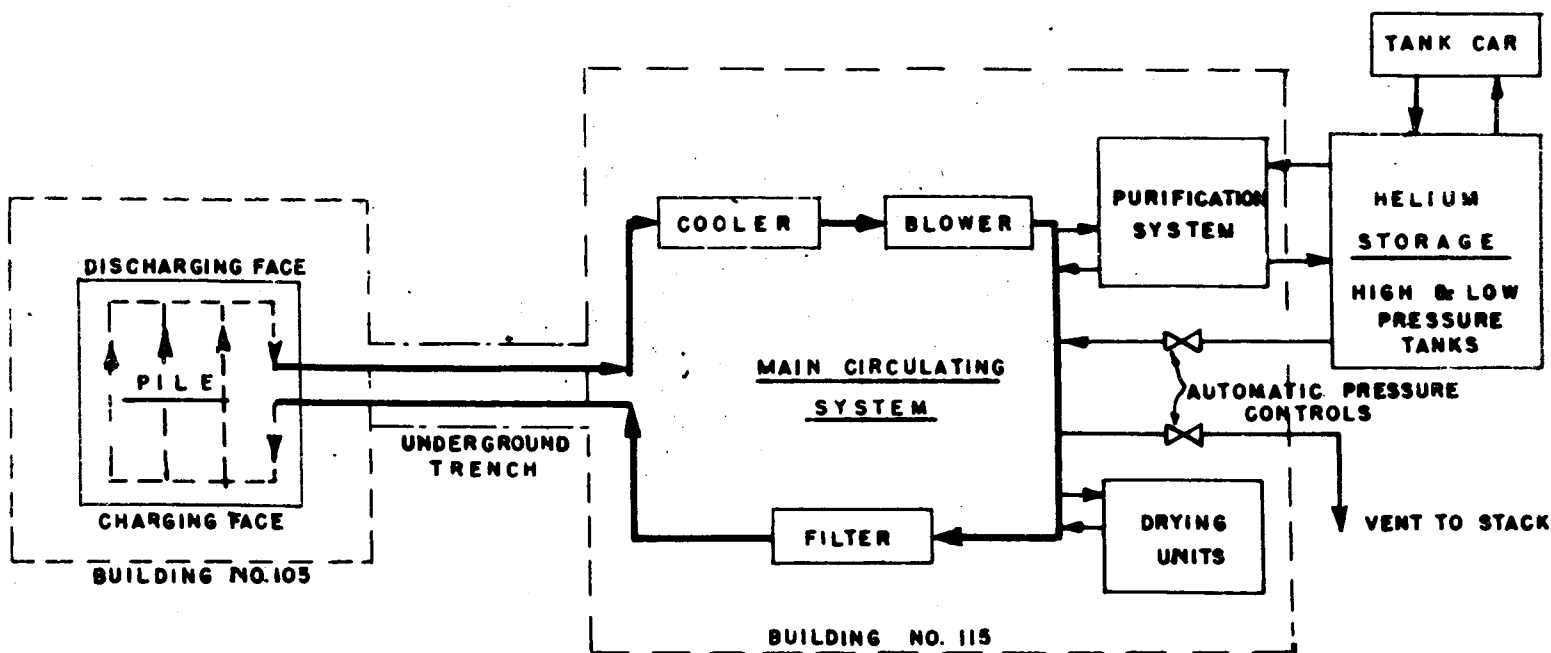 TANK CAR
PURIFICATION
SYSTEM
HELIUM
STORAGE
HIGH & LOW
PRESSURE
TANKS
COOLER
BLOWER
DISCHARGING FACE
PILE
CHARGING FACE
BUILDING NO. 105
UNDERGROUND
TRENCH
MAIN CIRCULATING
SYSTEM
AUTOMATIC PRESSURE
CONTROLS
FILTER
DRYING
UNITS
VENT TO STACK
BUILDING NO. 115